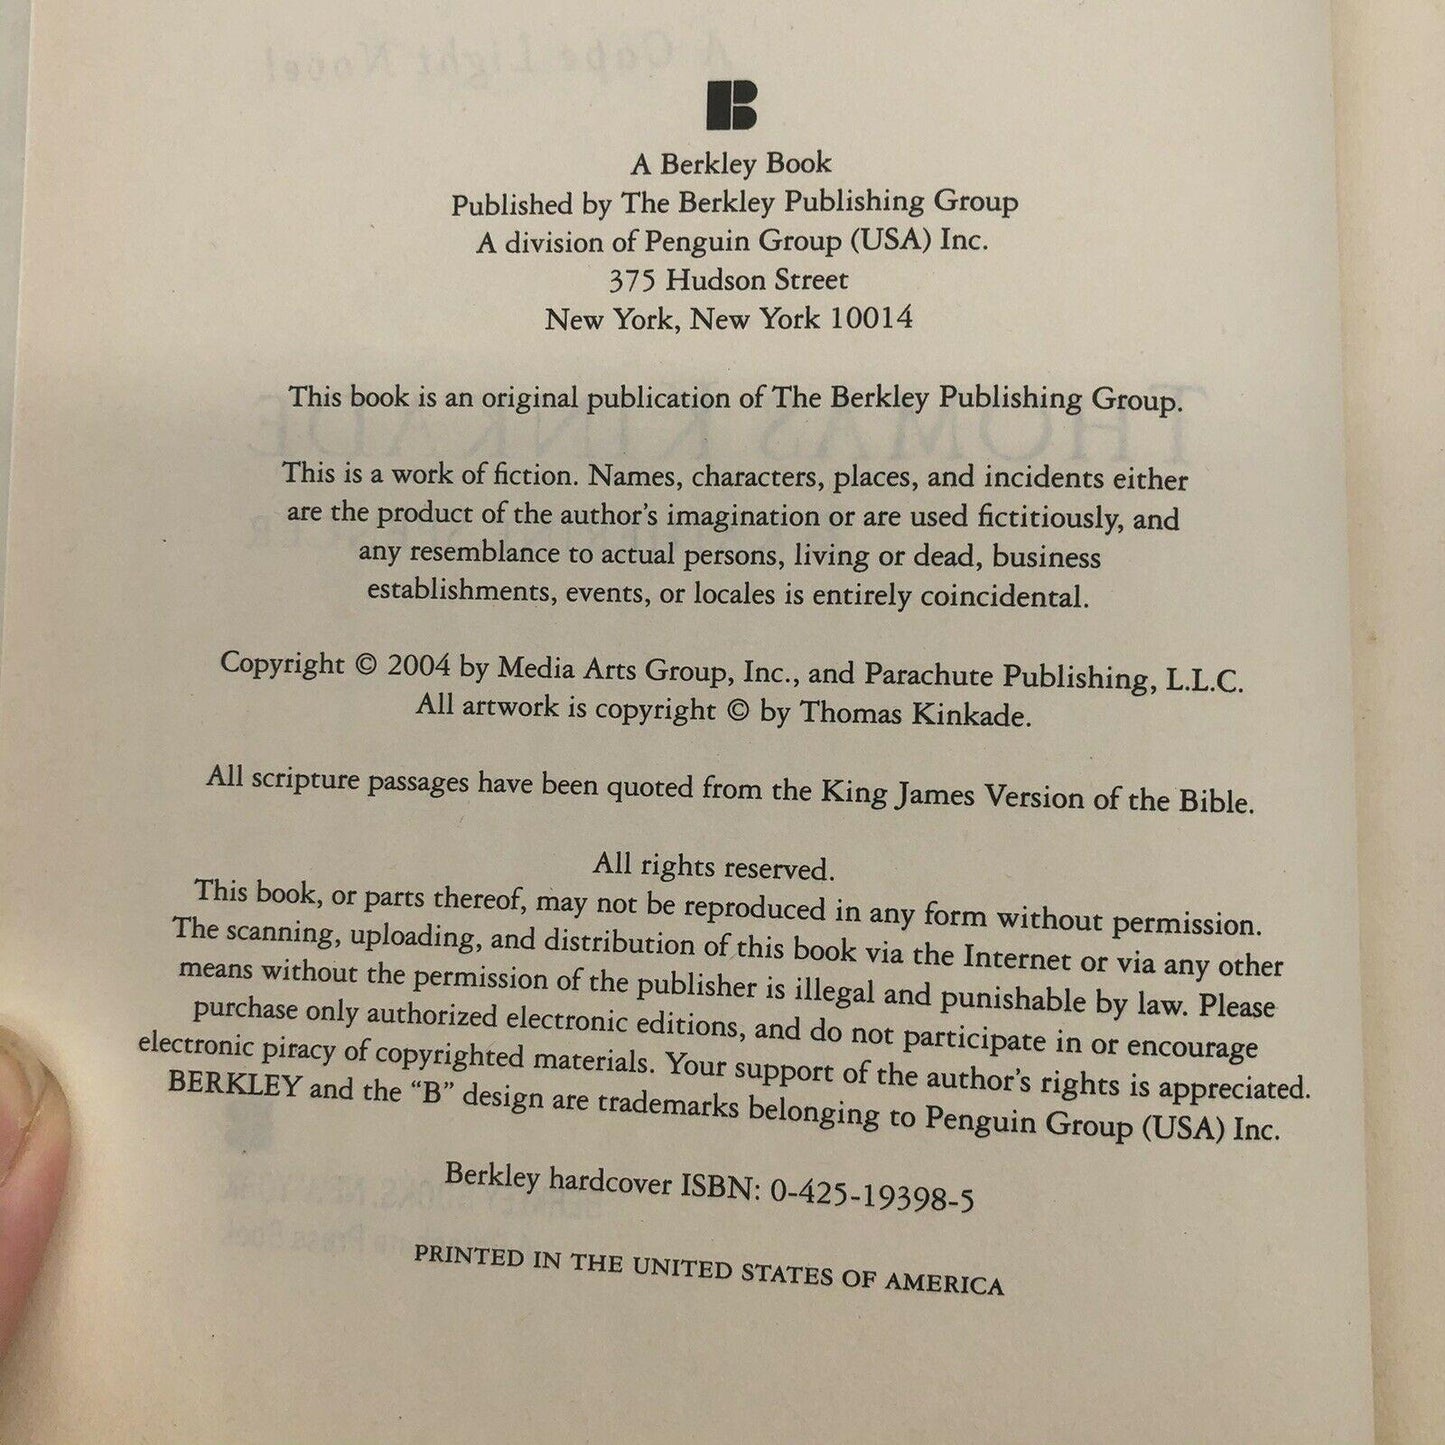 A Cape Light Novel
B
A Berkley Book
Published by The Berkley Publishing Group
A division of Penguin Group (USA) Inc.
375 Hudson Street
New York, New York 10014
This book is an original publication of The Berkley Publishing Group.
THOMAS KINKADE
This is a work of fiction. Names, characters, places, and incidents either
are the product of the author's imagination or are used fictitiously, and
any resemblance to actual persons, living or dead, business
establishments, events, or locales is entirely coincidental.
Copyright © 2004 by Media Arts Group, Inc., and Parachute Publishing, L.L.C.
All artwork is copyright © by Thomas Kinkade.
All scripture passages have been quoted from the King James Version of the Bible.
All rights reserved.
This book, or parts thereof, may not be reproduced in any form without permission.
The scanning, uploading, and distribution of this book via the Internet or via any other
means without the permission of the publisher is illegal and punishable by law. Please
purchase only authorized electronic editions, and do not participate in or encourage
electronic piracy of copyrighted materials. Your support of the author's rights is appreciated.
BERKLEY and the “B” design are trademarks belonging to Penguin Group (USA) Inc.
Berkley hardcover ISBN: 0-425-19398-5
PRINTED IN THE UNITED STATES OF AMERICA